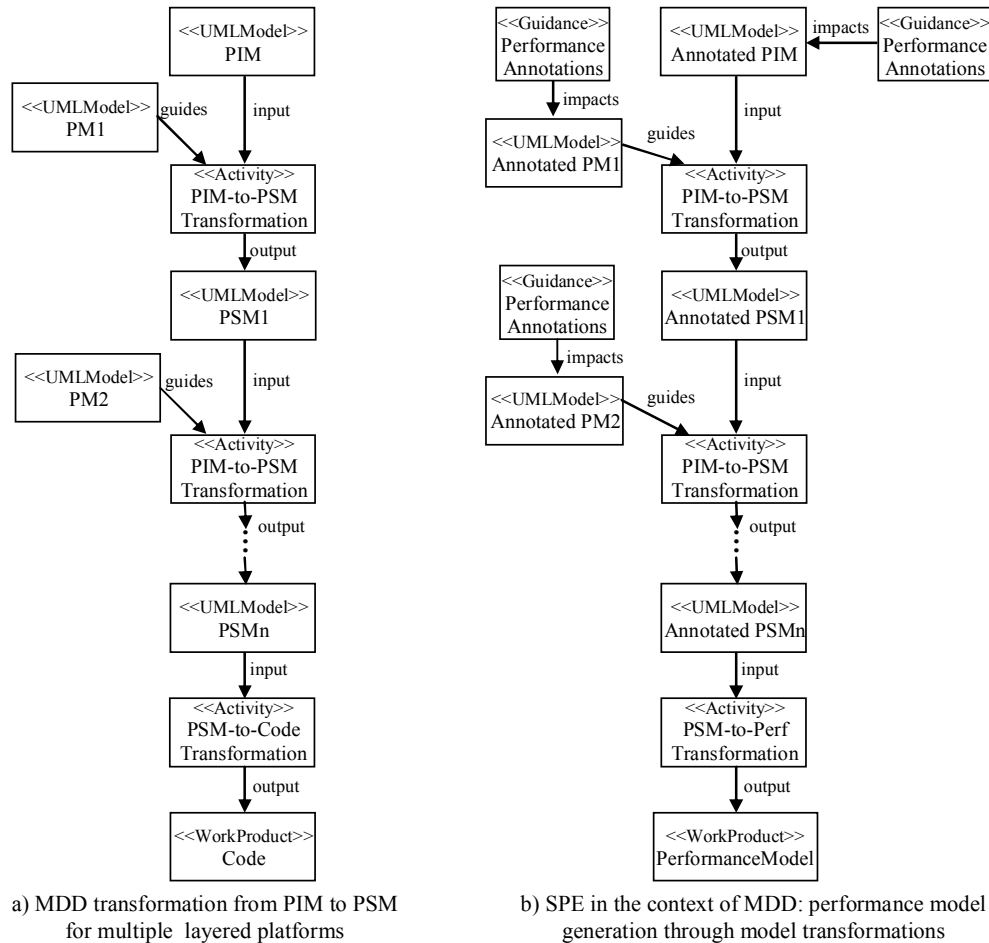 <<UMLModel>>
PIM
<<UMLModel>>
PM1
guides
input
<<Activity>>
PIM-to-PSM
Transformation
output
<<UMLModel>>
PSM1
<<UMLModel>>
PM2
guides
input
<<Activity>>
PIM-to-PSM
Transformation
output
<<UMLModel>>
PSMn
input
<<Activity>>
PSM-to-Code
Transformation
output
<<WorkProduct>>
Code
a) MDD transformation from PIM to PSM
for multiple layered platforms
<<Guidance>>
Performance
Annotations
impacts
<<UMLModel>>
Annotated PIM
impacts
<<Guidance>>
Performance
Annotations
<<UMLModel>>
Annotated PM1
guides
input
<<Activity>>
PIM-to-PSM
Transformation
output
<<Guidance>>
Performance
Annotations
impacts
<<UMLModel>>
Annotated PSM1
<<UMLModel>>
Annotated PM2
guides
input
<<Activity>>
PIM-to-PSM
Transformation
output
<<UMLModel>>
Annotated PSMn
input
<<Activity>>
PSM-to-Perf
Transformation
output
<<WorkProduct>>
PerformanceModel
b) SPE in the context of MDD: performance model
generation through model transformations